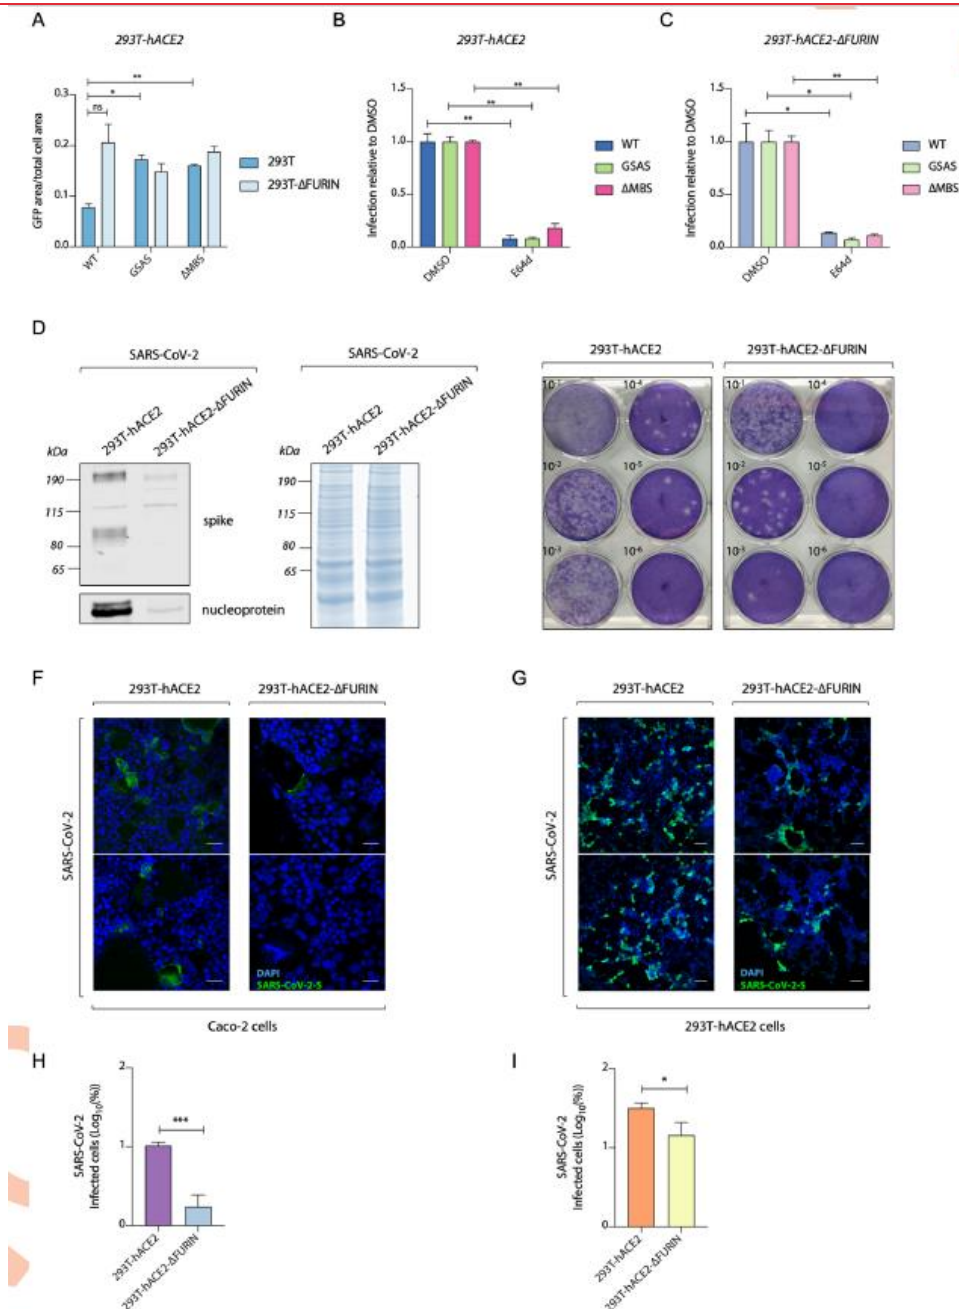 A
293T-hACE2
**
*
ns
GFP area/total cell area
0.3
0.2
0.1
0.0
WT
GSAS
ΔMBS
293T
293T-ΔFURIN
B
293T-hACE2
**
**
**
Infection relative to DMSO
1.5
1.0
0.5
0.0
DMSO
E64d
WT
GSAS
ΔMBS
C
293T-hACE2-ΔFURIN
**
*
*
Infection relative to DMSO
1.5
1.0
0.5
0.0
DMSO
E64d
WT
GSAS
ΔMBS
D
SARS-CoV-2
293T-hACE2
293T-hACE2-ΔFURIN
kDa
190
115
80
65
spike
nucleoprotein
SARS-CoV-2
293T-hACE2
293T-hACE2-ΔFURIN
kDa
190
115
80
65
293T-hACE2
10-1
10-4
10-2
10-5
10-3
10-6
293T-hACE2-ΔFURIN
10-1
10-4
10-2
10-5
10-3
10-6
F
293T-hACE2
293T-hACE2-ΔFURIN
SARS-CoV-2
DAPI
SARS-CoV-2-S
Caco-2 cells
G
293T-hACE2
293T-hACE2-ΔFURIN
SARS-CoV-2
DAPI
SARS-CoV-2-S
293T-hACE2 cells
H
SARS-CoV-2
Infected cells (Log10(%))
2
1
0
***
293T-hACE2
293T-hACE2-ΔFURIN
I
SARS-CoV-2
Infected cells (Log10(%))
2
1
0
*
293T-hACE2
293T-hACE2-ΔFURIN